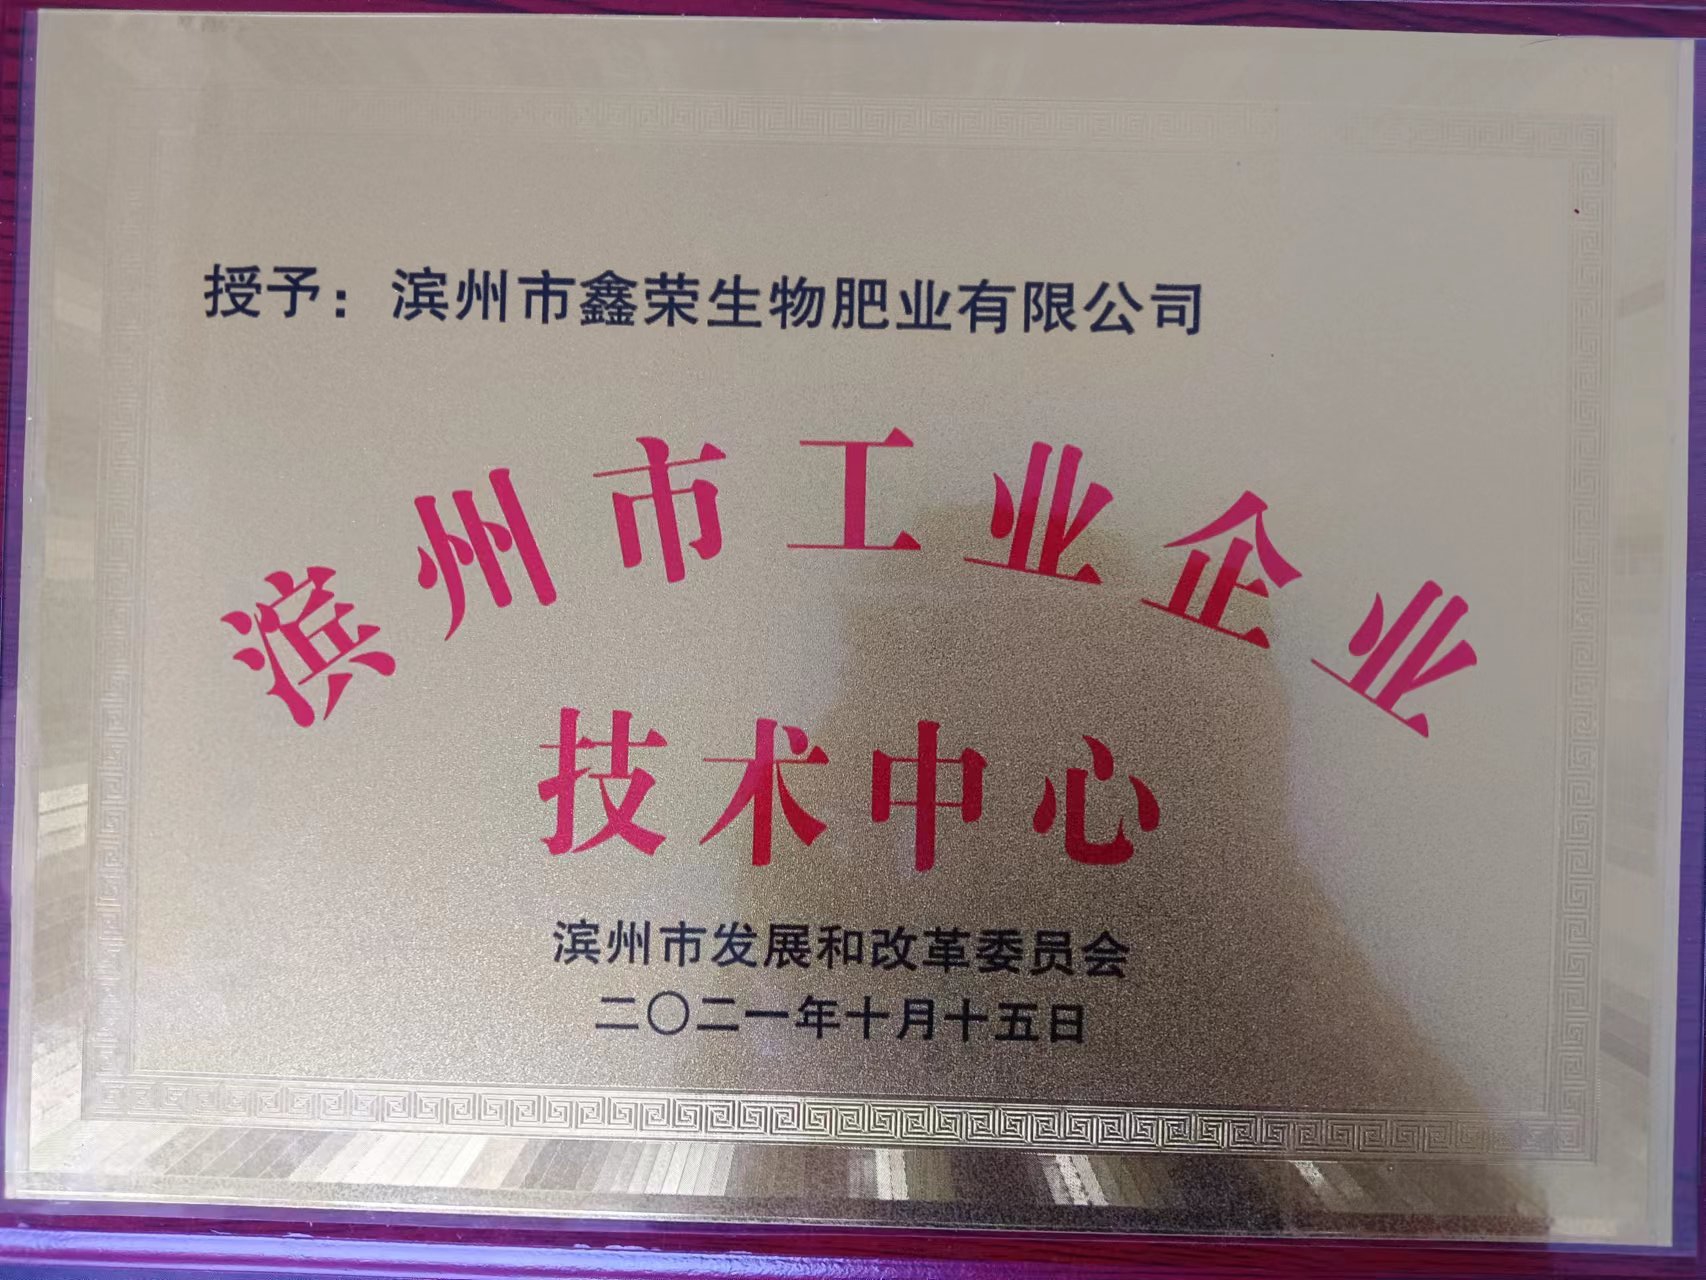 授予：滨州市鑫荣生物肥业有限公司
滨州市工业企业
技术中心
滨州市发展和改革委员会
二〇二一年十月十五日